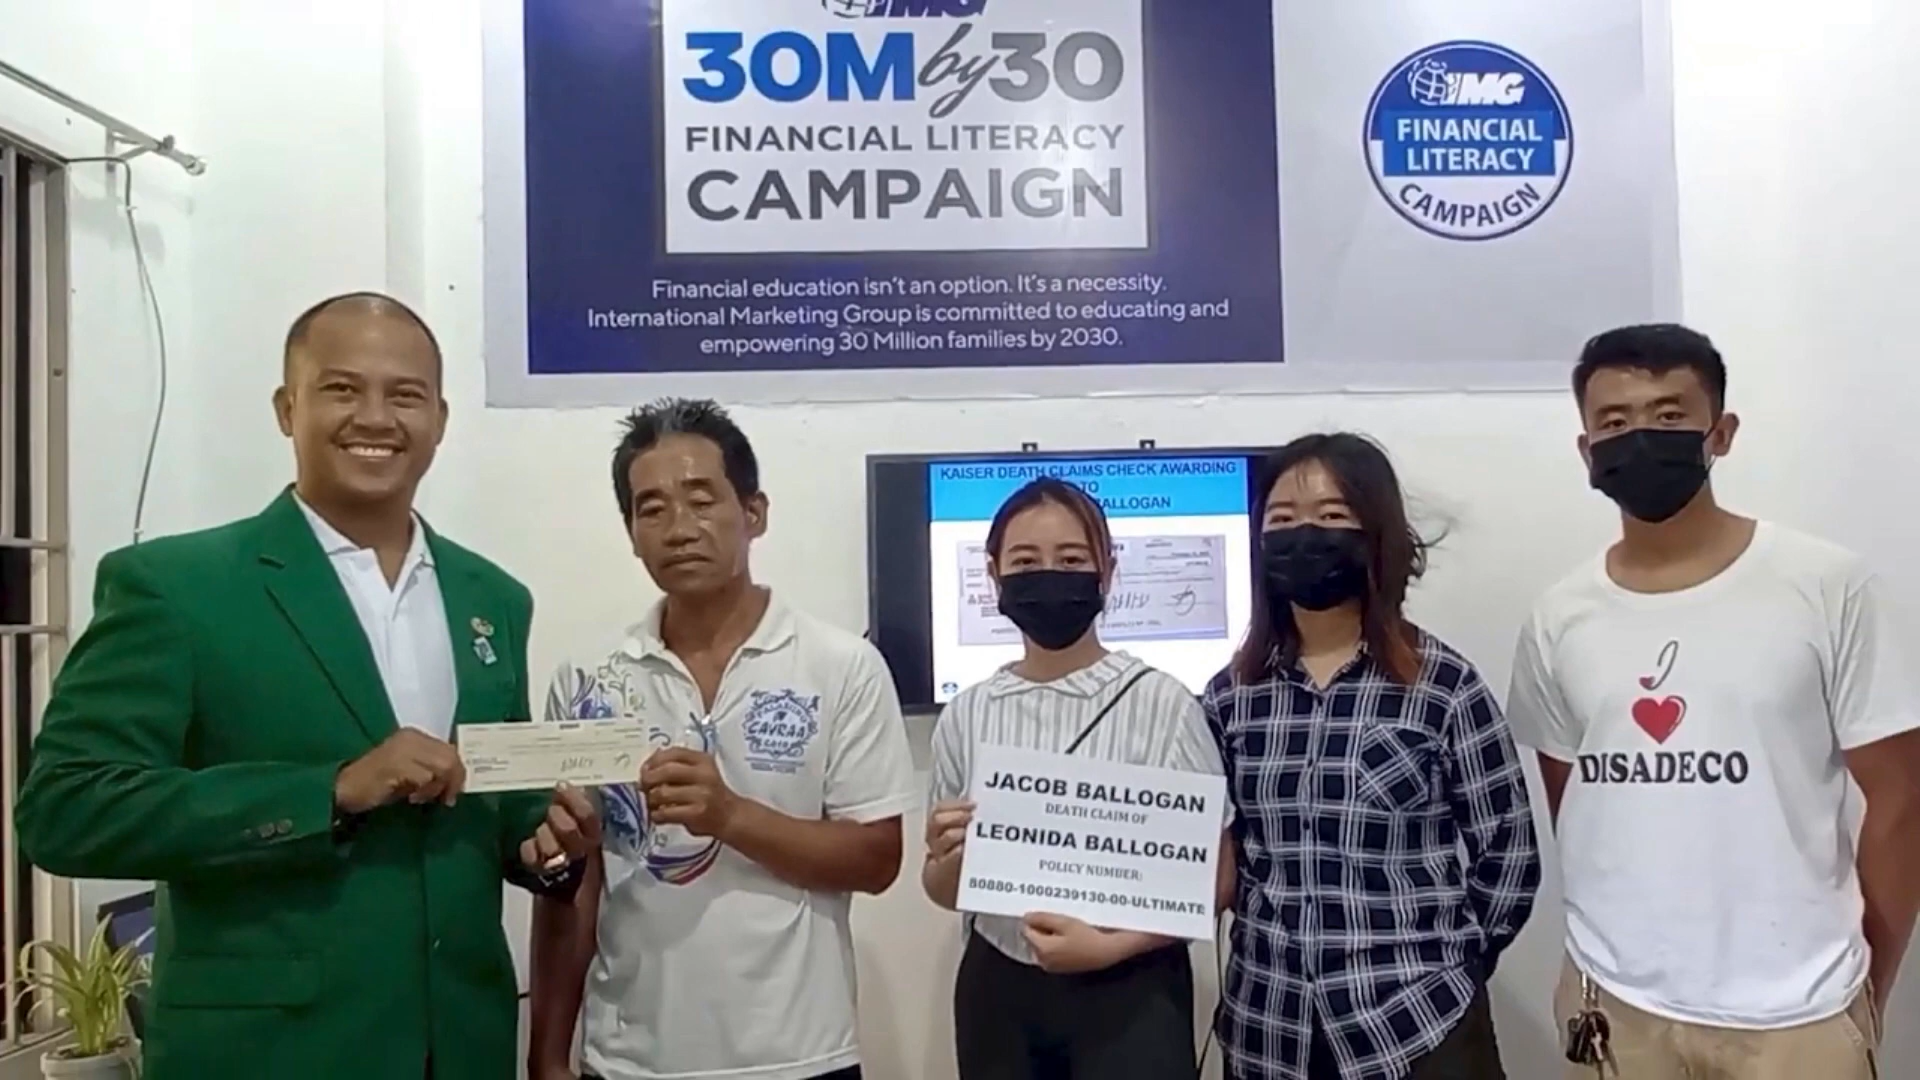 IMG
30M by 30
FINANCIAL LITERACY
CAMPAIGN
Financial education isn't an option. It's a necessity.
International Marketing Group is committed to educating and
empowering 30 Million families by 2030.
IMG
FINANCIAL
LITERACY
CAMPAIGN
KAISER DEATH CLAIMS CHECK AWARDING
TO
BALLOGAN
CAVRAA
JACOB BALLOGAN
DEATH CLAIM OF
LEONIDA BALLOGAN
POLICY NUMBER:
80880-1000239130-00-ULTIMATE
I
DISADECO